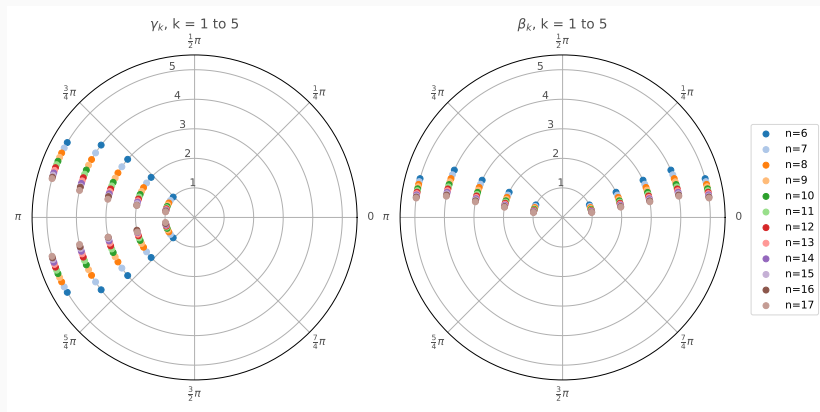 γₖ, k = 1 to 5
½π
¼π
¾π
π
0
5/4π
7/4π
3/2π
1
2
3
4
5
βₖ, k = 1 to 5
½π
¼π
¾π
π
0
5/4π
7/4π
3/2π
1
2
3
4
5
n=6
n=7
n=8
n=9
n=10
n=11
n=12
n=13
n=14
n=15
n=16
n=17